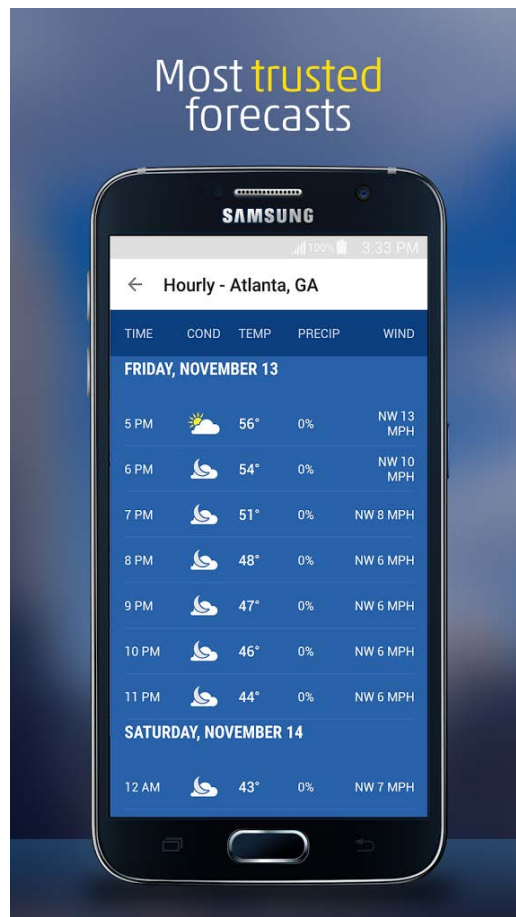 Most trusted
forecasts
SAMSUNG
100% 3:33 PM
Hourly - Atlanta, GA
TIME COND TEMP PRECIP WIND
FRIDAY, NOVEMBER 13
5 PM 56° 0% NW 13 MPH
6 PM 54° 0% NW 10 MPH
7 PM 51° 0% NW 8 MPH
8 PM 48° 0% NW 6 MPH
9 PM 47° 0% NW 6 MPH
10 PM 46° 0% NW 6 MPH
11 PM 44° 0% NW 6 MPH
SATURDAY, NOVEMBER 14
12 AM 43° 0% NW 7 MPH